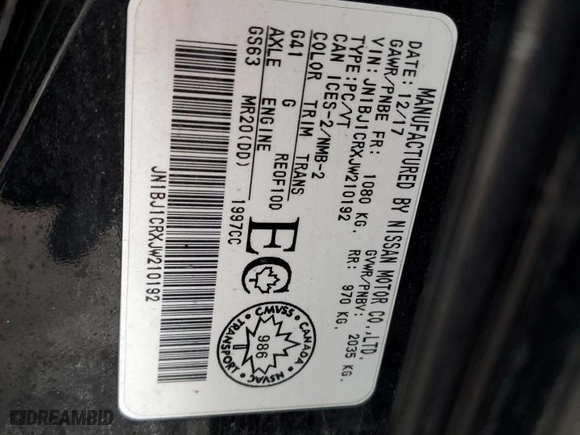 MANUFACTURED BY NISSAN MOTOR CO.,LTD.
DATE: 12/17 GVWR/PNBV: 2035 KG.
GAWR/PNBE FR: 1080 KG. RR: 970 KG.
VIN: JN1BJ1CRXJW210192
TYPE:PC/VT
CAN ICES-2/NMB-2
COLOR TRIM TRANS
G41 G RE0F10D
AXLE ENGINE
GS63 MR20(DD) 1997CC
JN1BJ1CRXJW210192
EC
CMVSS · CANADA
986
TRANSPORT · NSVAC
DREAMBID